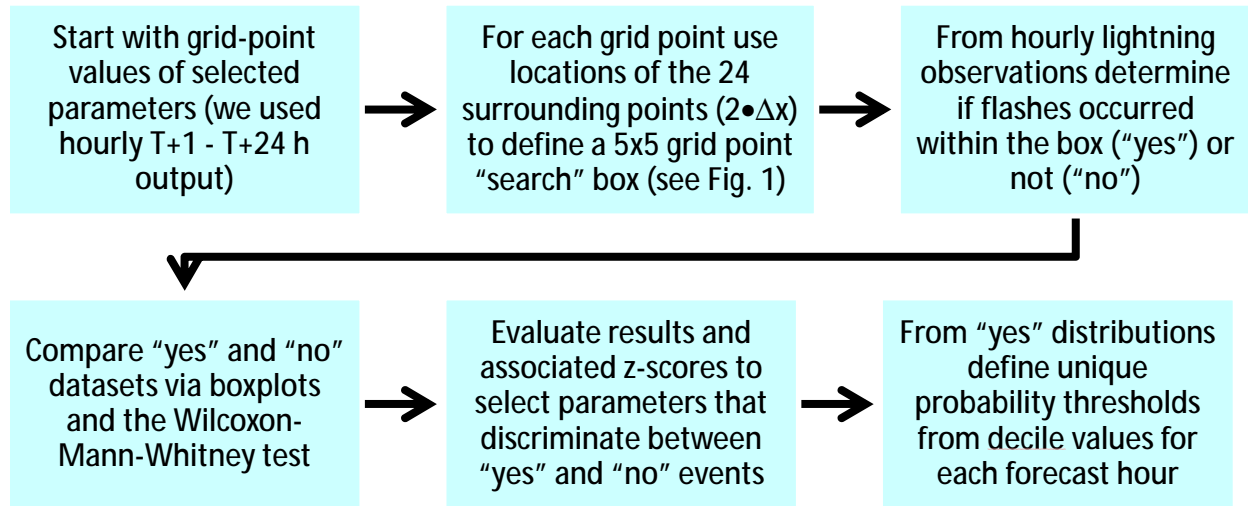 Start with grid-point
values of selected
parameters (we used
hourly T+1 - T+24 h
output)
For each grid point use
locations of the 24
surrounding points (2•Δx)
to define a 5x5 grid point
“search” box (see Fig. 1)
From hourly lightning
observations determine
if flashes occurred
within the box (“yes”) or
not (“no”)
Compare “yes” and “no”
datasets via boxplots
and the Wilcoxon-
Mann-Whitney test
Evaluate results and
associated z-scores to
select parameters that
discriminate between
“yes” and “no” events
From “yes” distributions
define unique
probability thresholds
from decile values for
each forecast hour